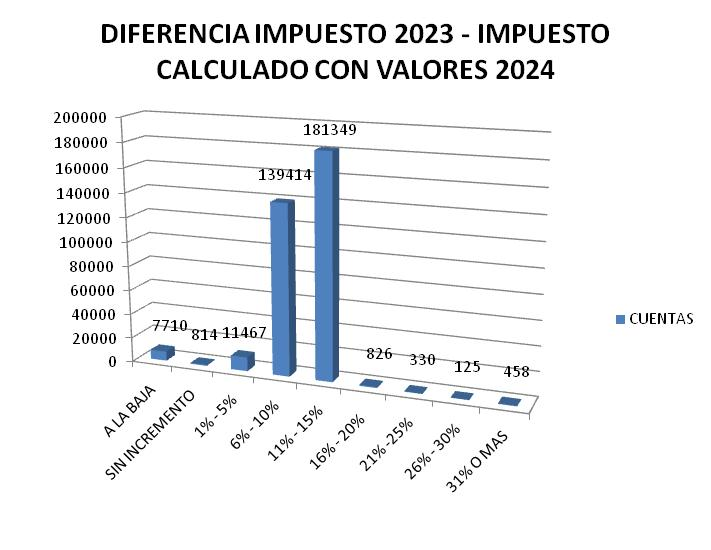 DIFERENCIA IMPUESTO 2023 - IMPUESTO
CALCULADO CON VALORES 2024
200000
180000
160000
140000
120000
100000
80000
60000
40000
20000
0
7710
814
11467
139414
181349
826
330
125
458
A LA BAJA
SIN INCREMENTO
1% - 5%
6% - 10%
11% - 15%
16% - 20%
21% -25%
26% - 30%
31% O MAS
CUENTAS